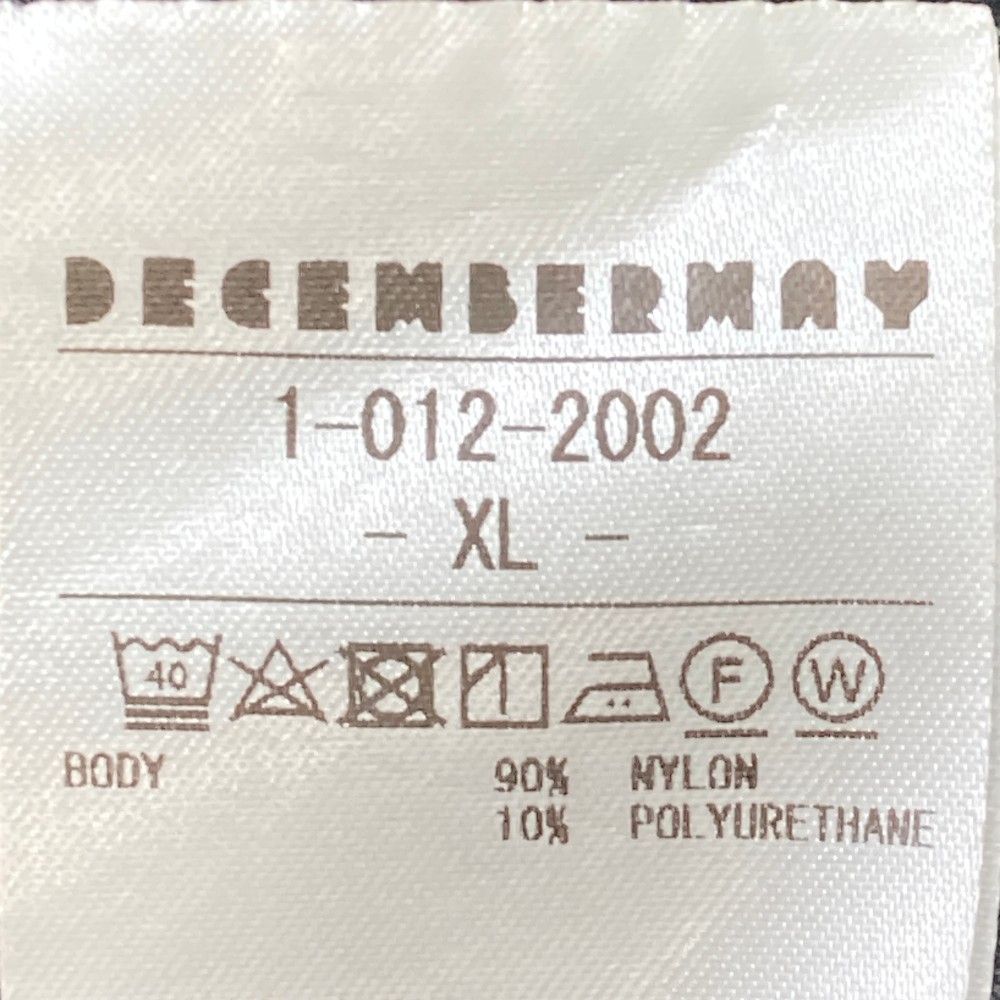 DECEMBERMAY
1-012-2002
- XL -
40 F W
BODY 90% NYLON
10% POLYURETHANE